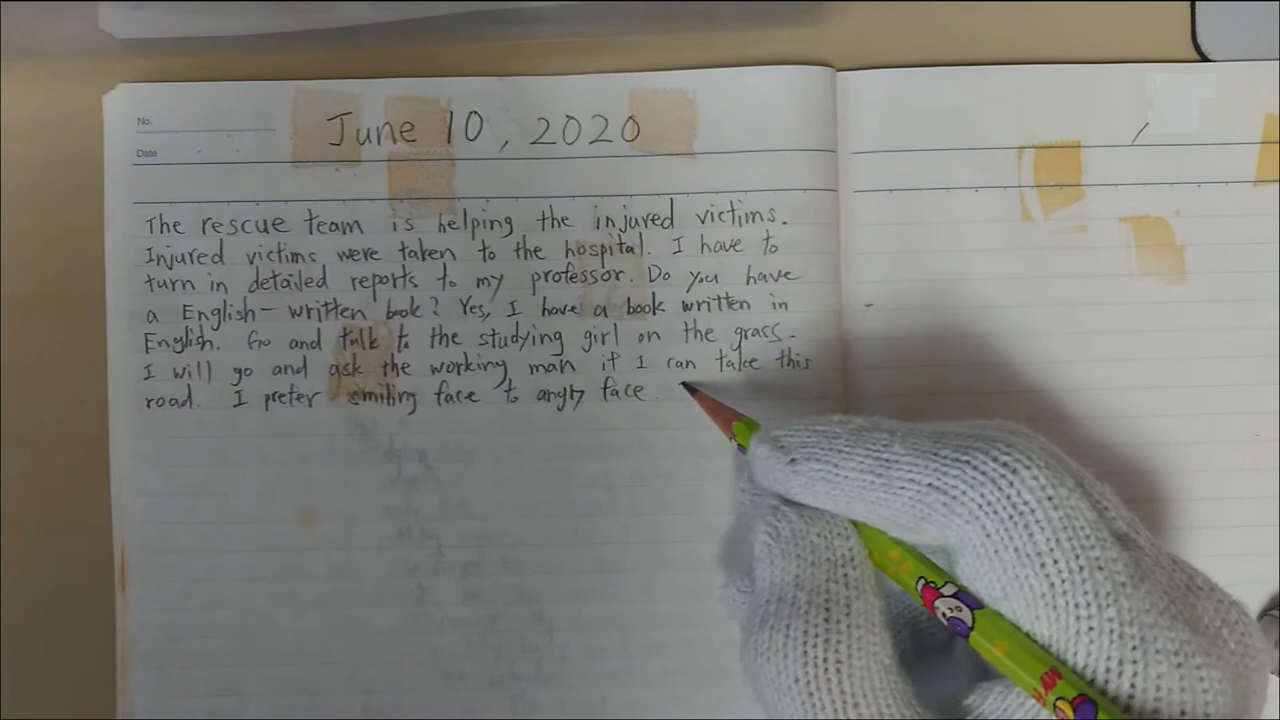 No.
June 10, 2020
Date
The rescue team is helping the injured victims.
Injured victims were taken to the hospital. I have to
turn in detailed reports to my professor. Do you have
a English-written book? Yes, I have a book written in
English. Go and talk to the studying girl on the grass.
I will go and ask the working man if I can take this
road. I prefer smiling face to angry face.